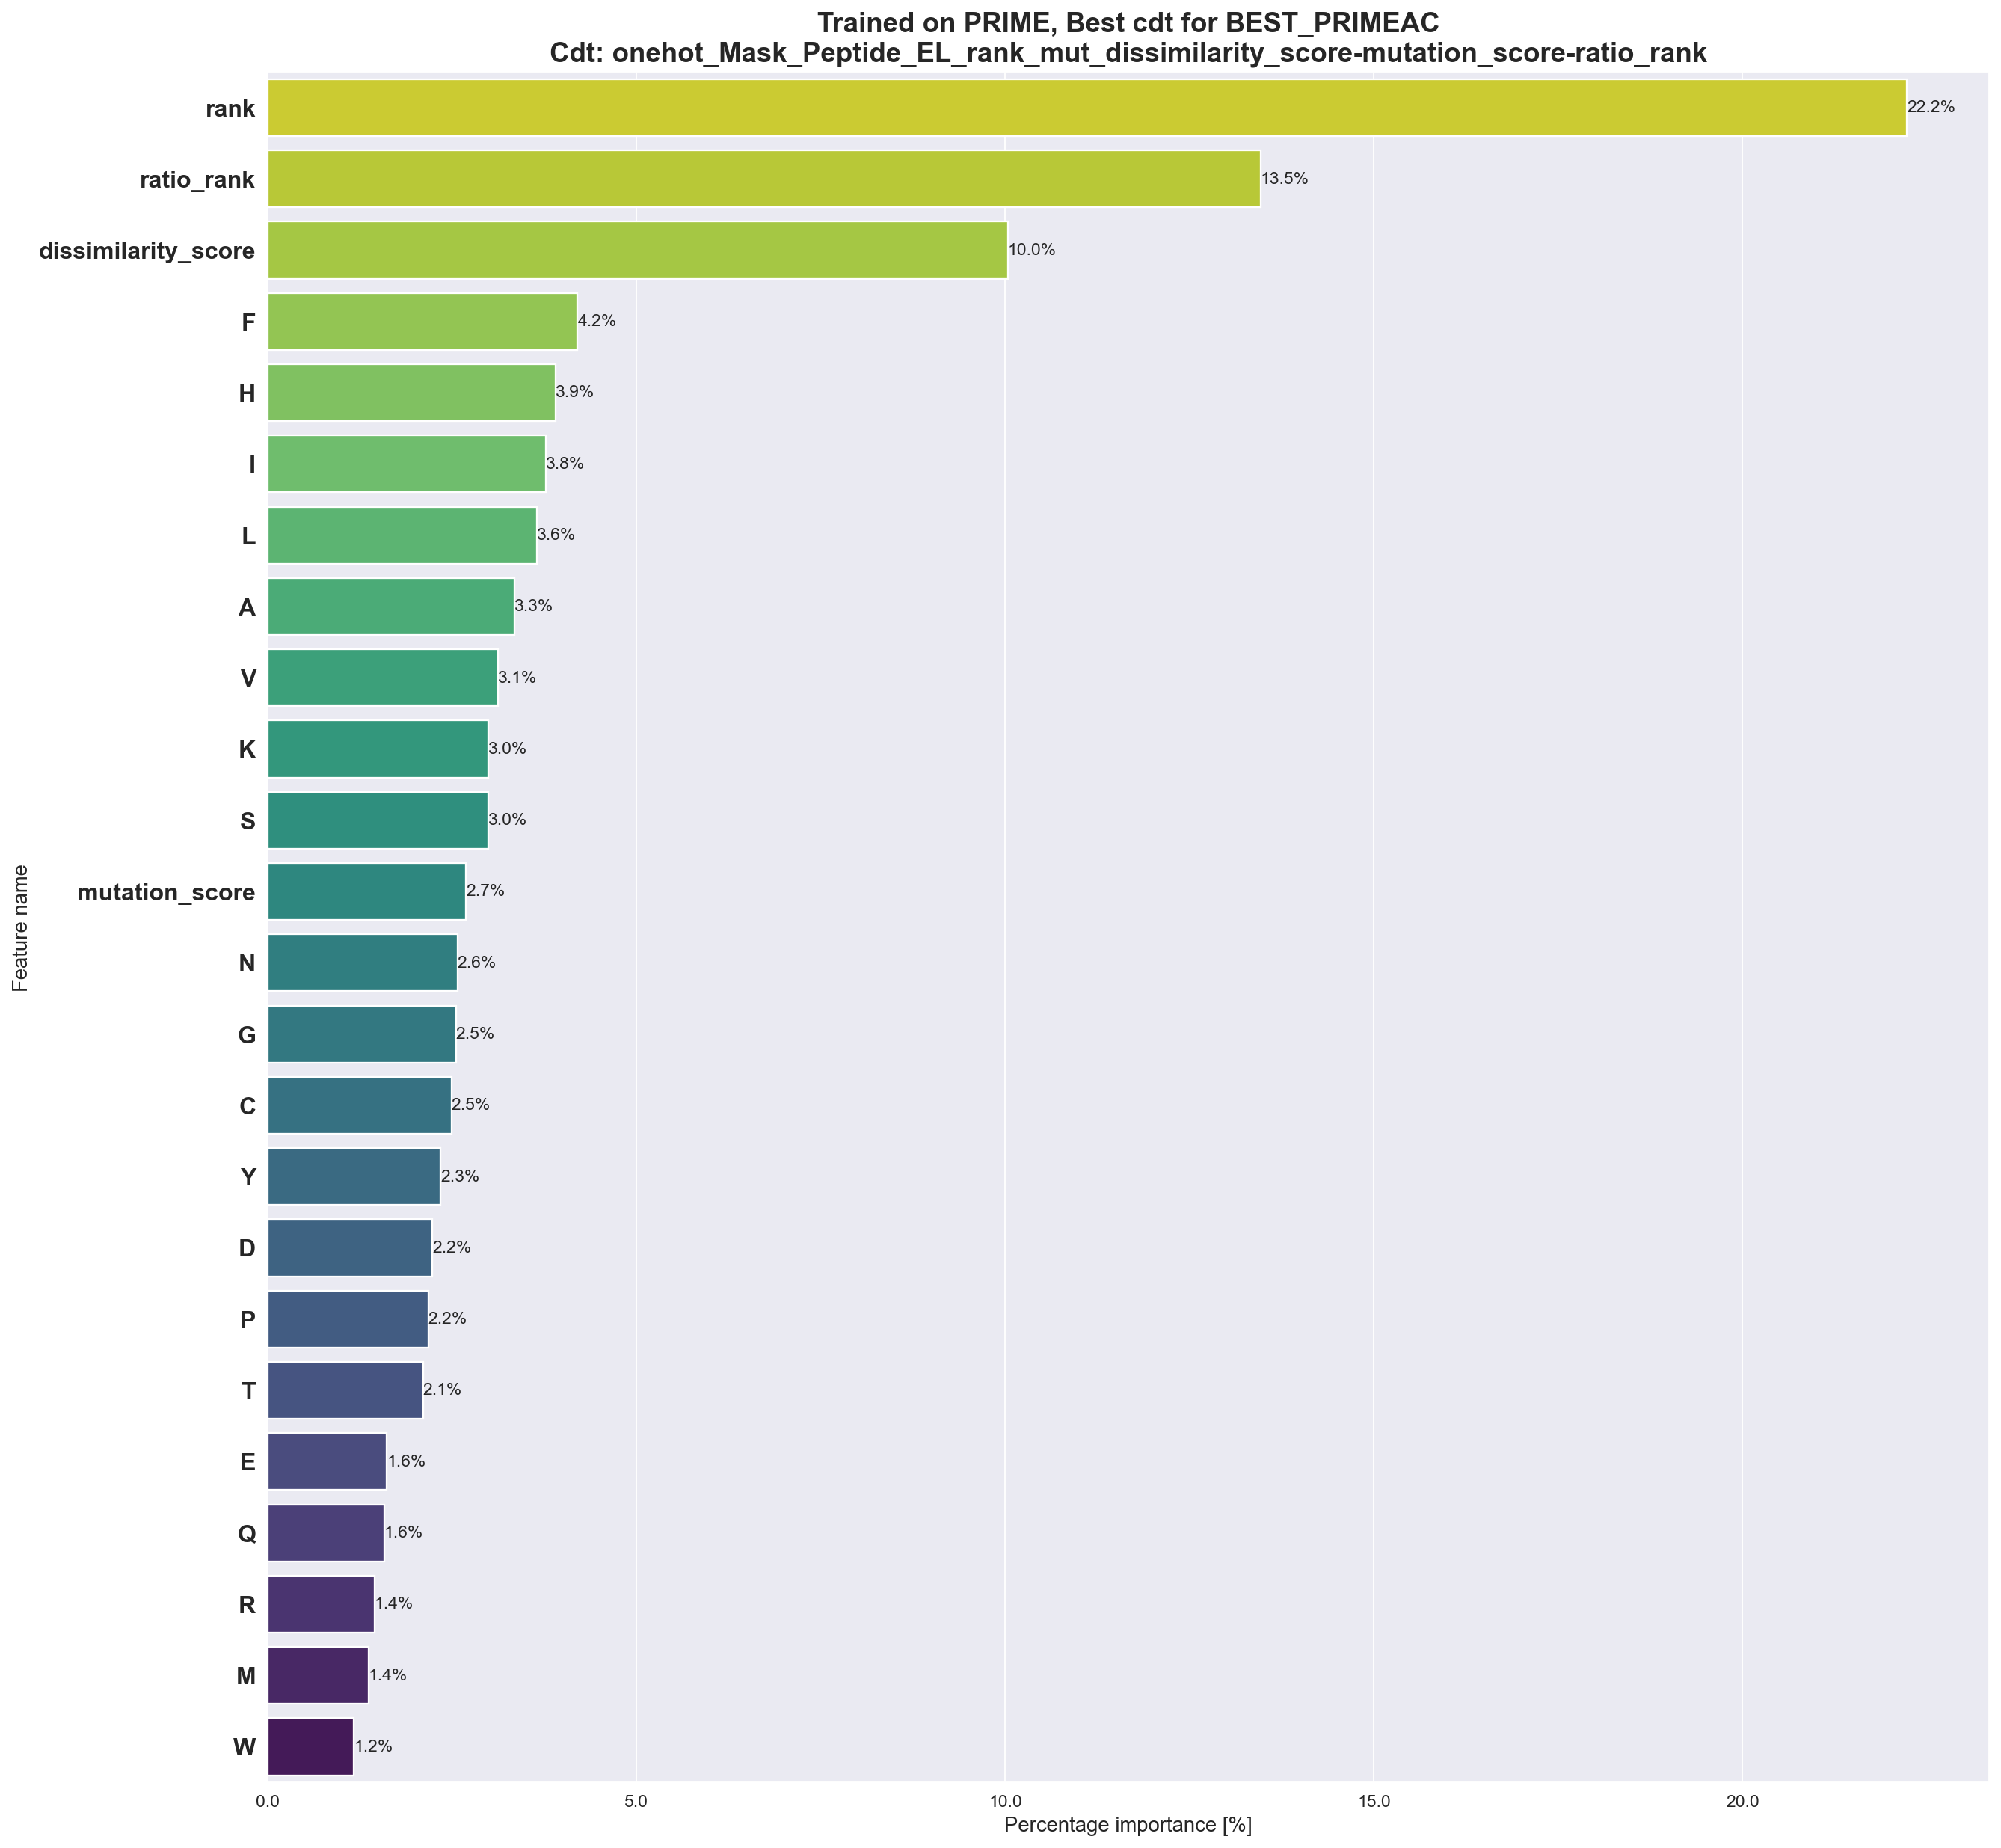 Trained on PRIME, Best cdt for BEST_PRIMEAC
Cdt: onehot_Mask_Peptide_EL_rank_mut_dissimilarity_score-mutation_score-ratio_rank
rank 22.2%
ratio_rank 13.5%
dissimilarity_score 10.0%
F 4.2%
H 3.9%
I 3.8%
L 3.6%
A 3.3%
V 3.1%
K 3.0%
S 3.0%
mutation_score 2.7%
N 2.6%
G 2.5%
C 2.5%
Y 2.3%
D 2.2%
P 2.2%
T 2.1%
E 1.6%
Q 1.6%
R 1.4%
M 1.4%
W 1.2%
Feature name
0.0 5.0 10.0 15.0 20.0
Percentage importance [%]